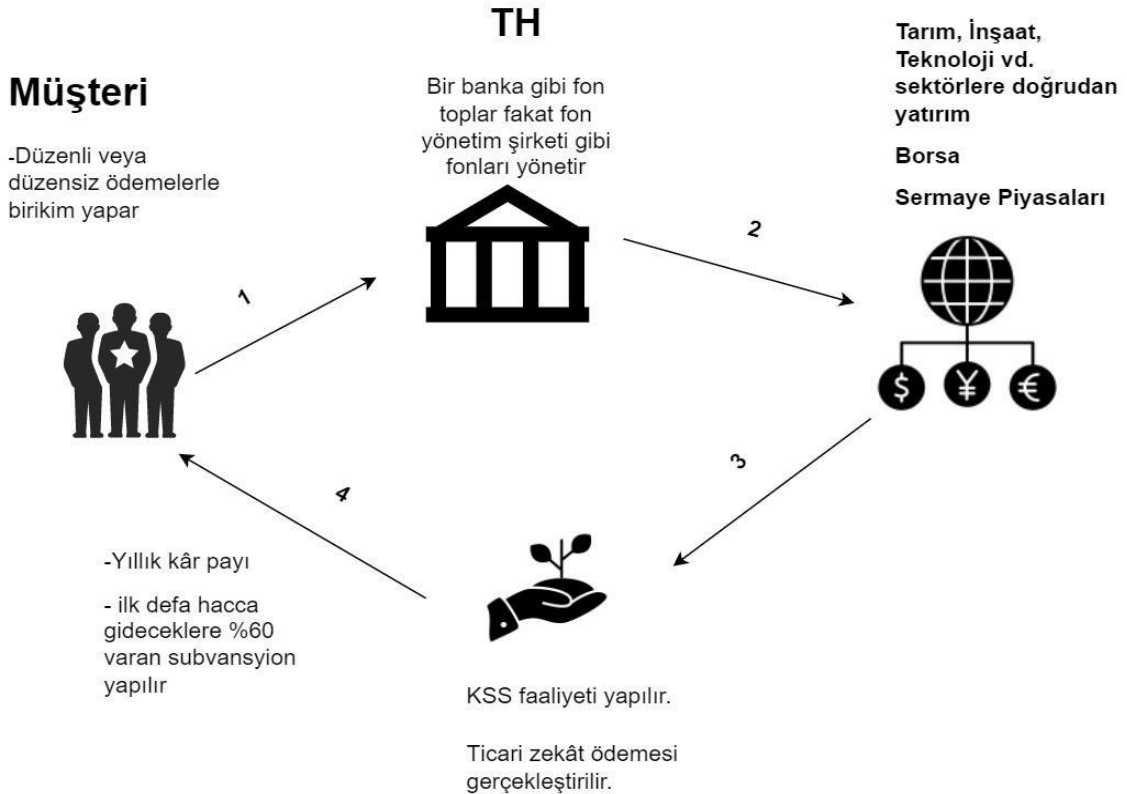 TH
Bir banka gibi fon
toplar fakat fon
yönetim şirketi gibi
fonları yönetir
Müşteri
-Düzenli veya
düzensiz ödemelerle
birikim yapar
Tarım, İnşaat,
Teknoloji vd.
sektörlere doğrudan
yatırım
Borsa
Sermaye Piyasaları
1
2
$ ¥ €
3
4
-Yıllık kâr payı
- ilk defa hacca
gideceklere %60
varan subvansyion
yapılır
KSS faaliyeti yapılır.
Ticari zekât ödemesi
gerçekleştirilir.